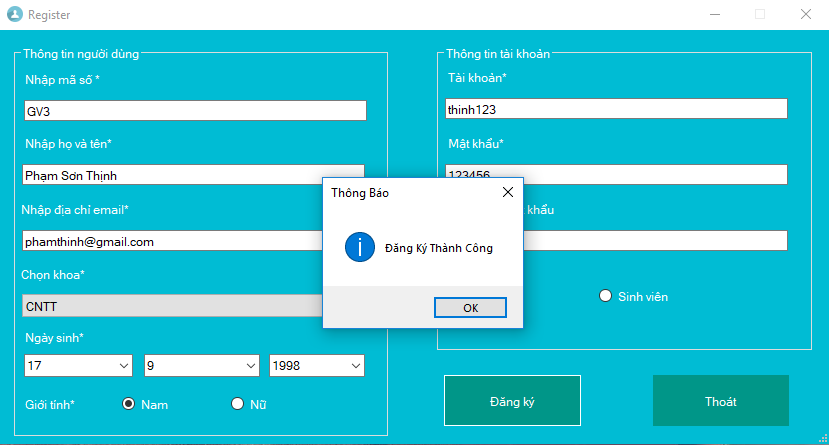 Register
Thông tin người dùng
Nhập mã số *
GV3
Nhập họ và tên*
Phạm Sơn Thịnh
Nhập địa chỉ email*
phamthinh@gmail.com
Chọn khoa*
CNTT
Ngày sinh*
17 9 1998
Giới tính* Nam Nữ
Thông tin tài khoản
Tài khoản*
thinh123
Mật khẩu*
123456
khẩu
Sinh viên
Đăng ký Thoát
Thông Báo
Đăng Ký Thành Công
OK